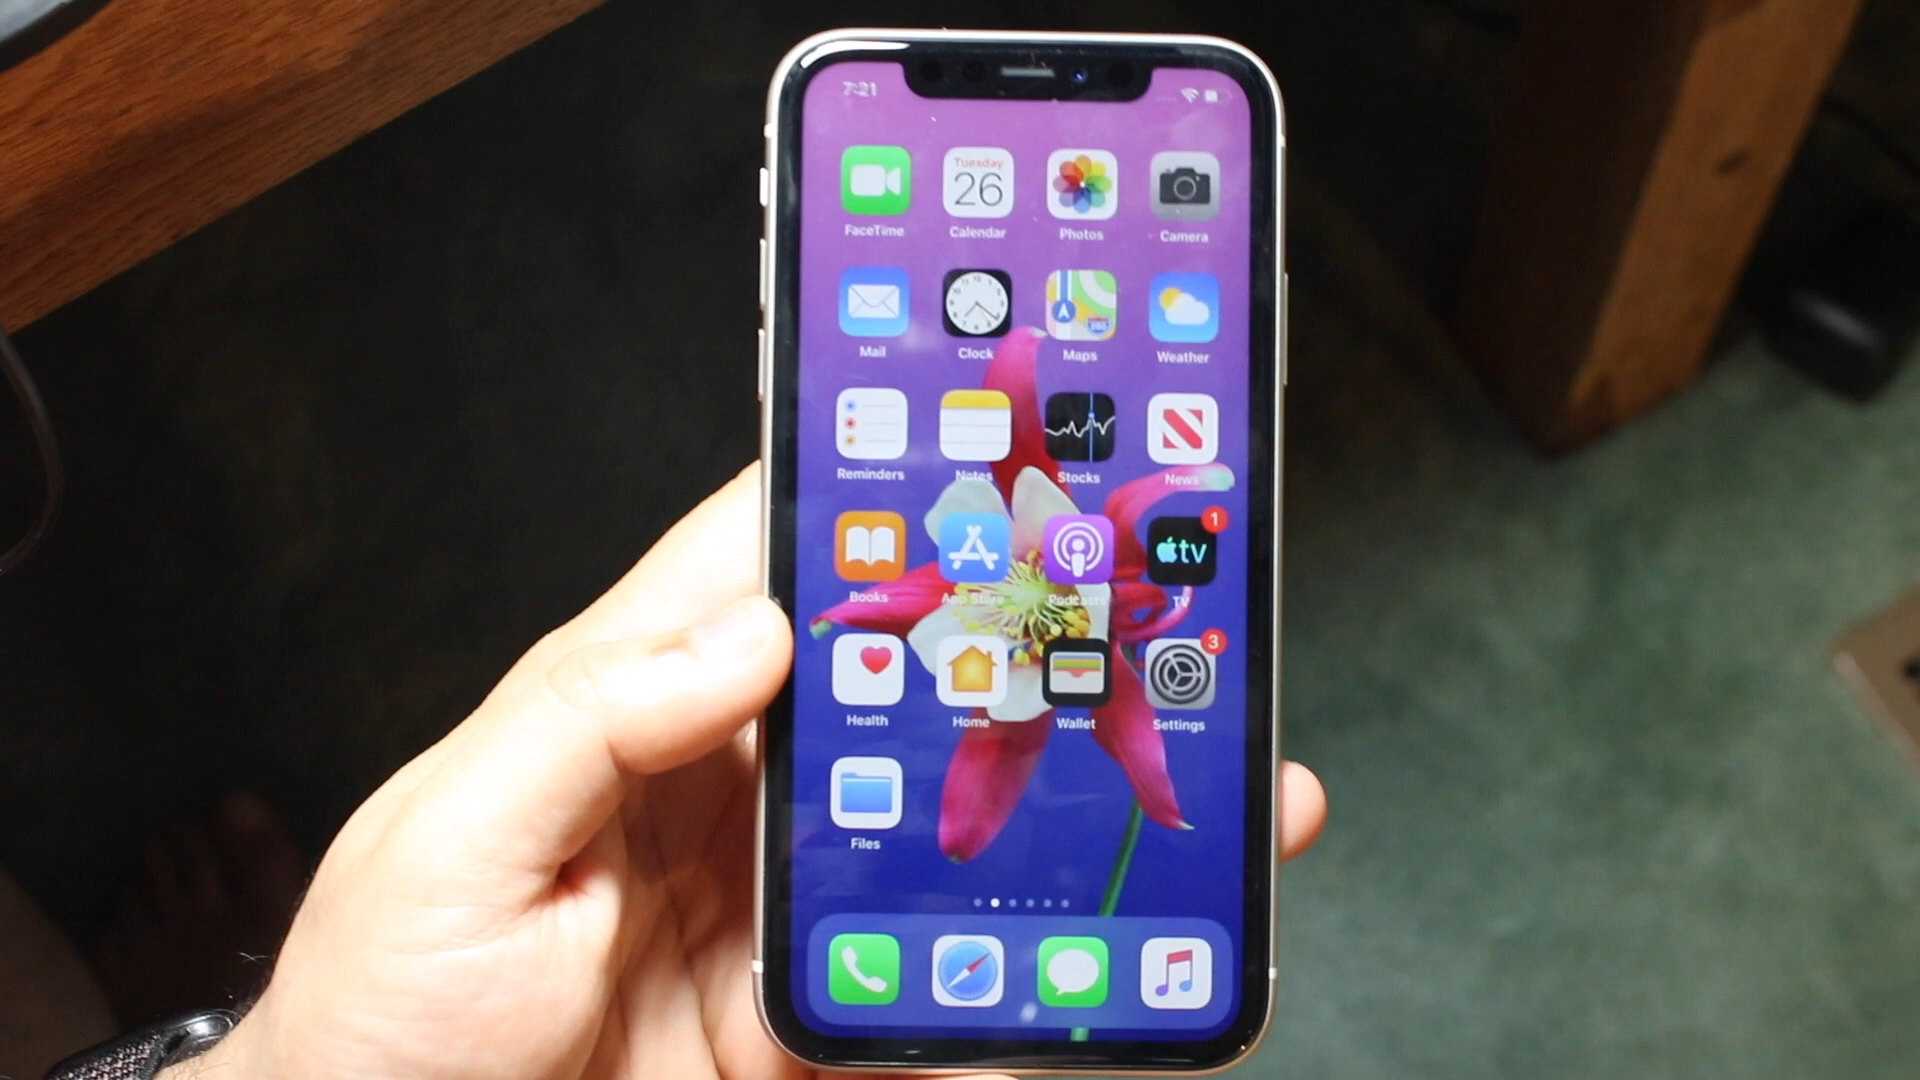 7:21
Tuesday
26
FaceTime Calendar Photos Camera
Mail Clock Maps Weather
Reminders Notes Stocks News
1
tv
Books App Store Podcasts TV
3
Health Home Wallet Settings
Files